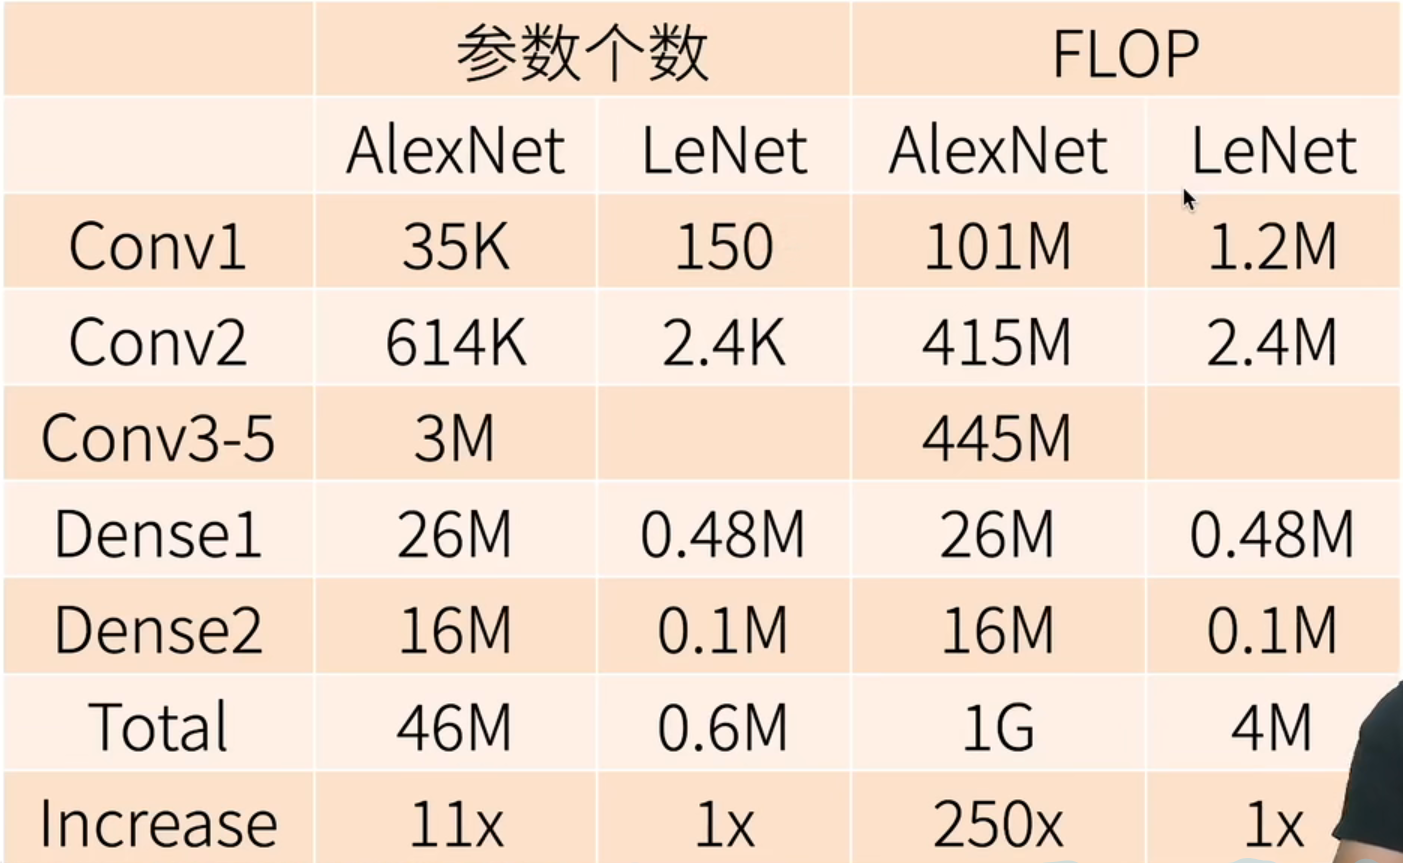 参数个数 FLOP
AlexNet LeNet AlexNet LeNet
Conv1 35K 150 101M 1.2M
Conv2 614K 2.4K 415M 2.4M
Conv3-5 3M 445M
Dense1 26M 0.48M 26M 0.48M
Dense2 16M 0.1M 16M 0.1M
Total 46M 0.6M 1G 4M
Increase 11x 1x 250x 1x